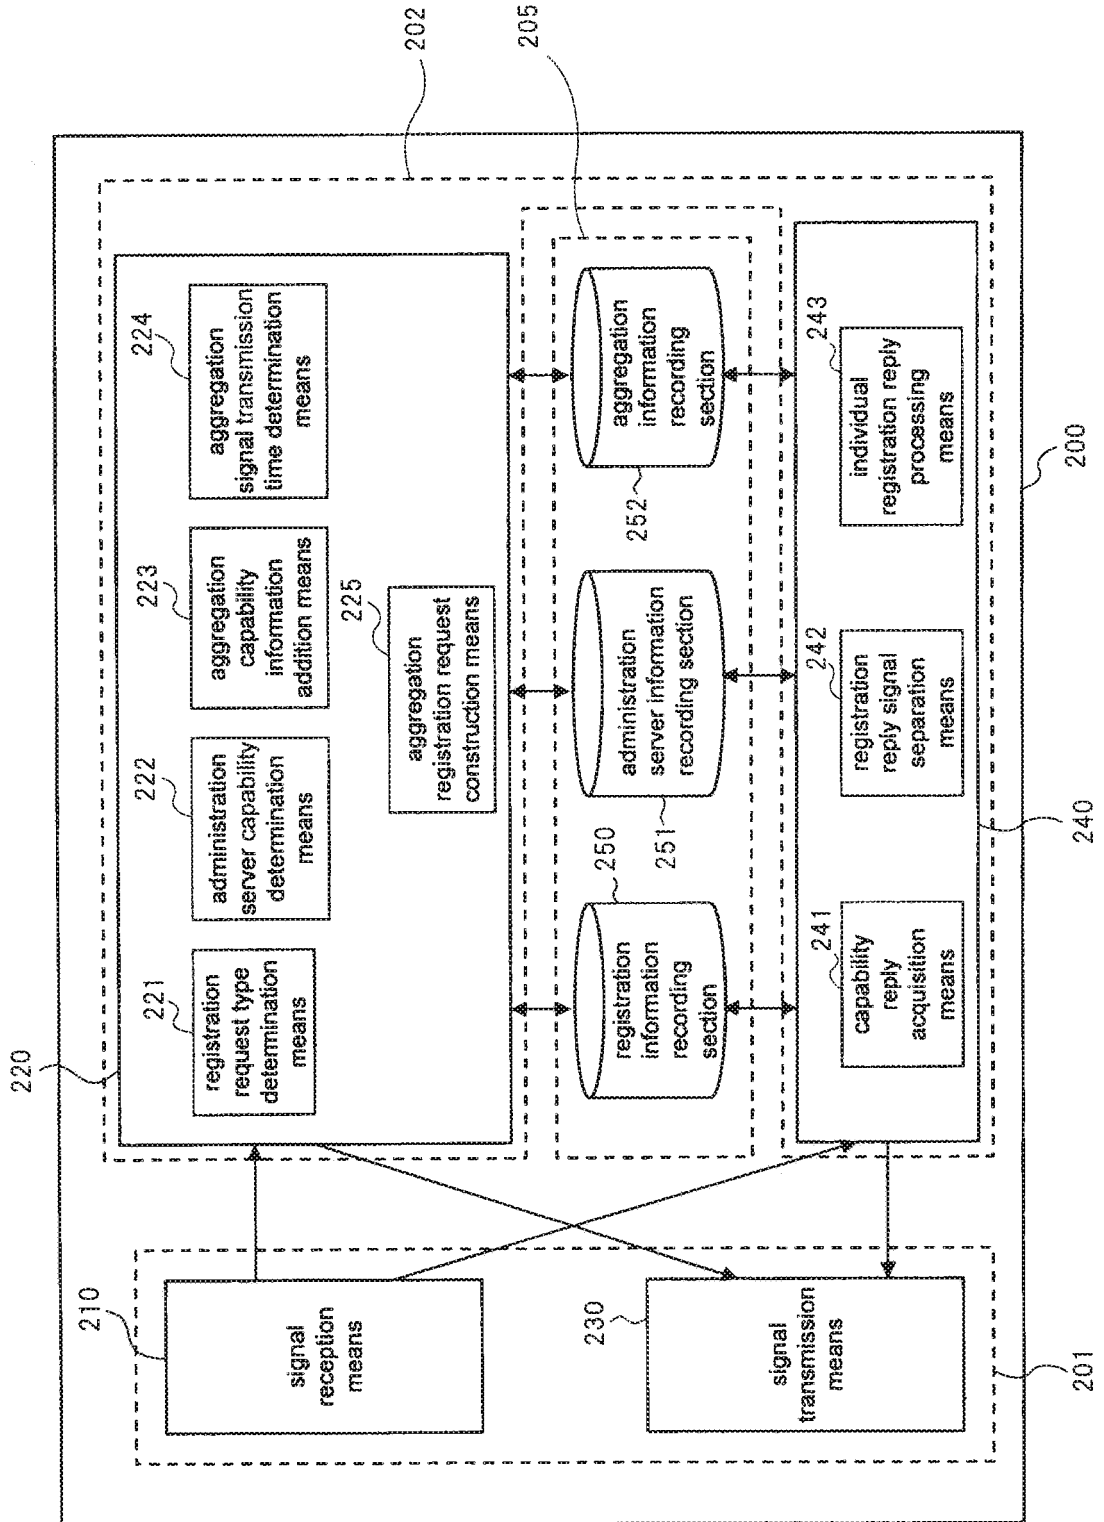 220
221
registration
request type
determination
means
222
administration
server capability
determination
means
223
aggregation
capability
information
addition means
224
aggregation
signal transmission
time determination
means
225
aggregation
registration request
construction means
202
205
210
signal
reception
means
250
registration
information
recording
section
251
administration
server information
recording section
252
aggregation
information
recording
section
230
signal
transmission
means
241
capability
reply
acquisition
means
242
registration
reply signal
separation
means
243
individual
registration reply
processing
means
240
200
201